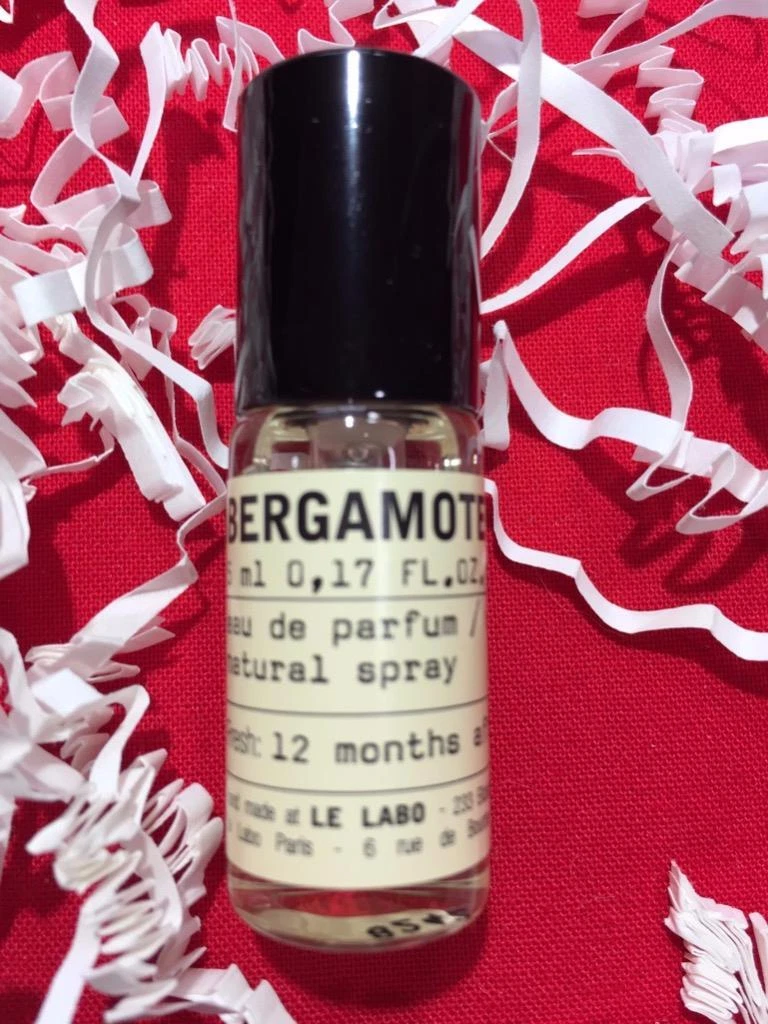 BERGAMOTE
5 ml 0,17 FL.OZ.
eau de parfum /
natural spray
fresh: 12 months
made at LE LABO - 233
Labo Paris - 6 rue de